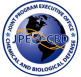 JOINT PROGRAM EXECUTIVE OFFICE
JPEO-CBD
CHEMICAL AND BIOLOGICAL DEFENSE